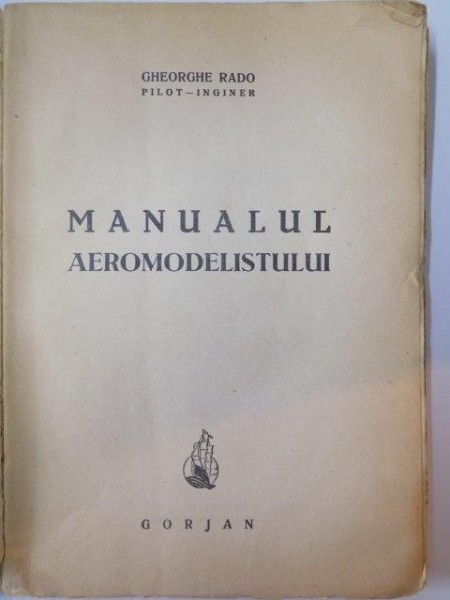 GHEORGHE RADO
PILOT—INGINER
MANUALUL
AEROMODELISTULUI
GORJAN